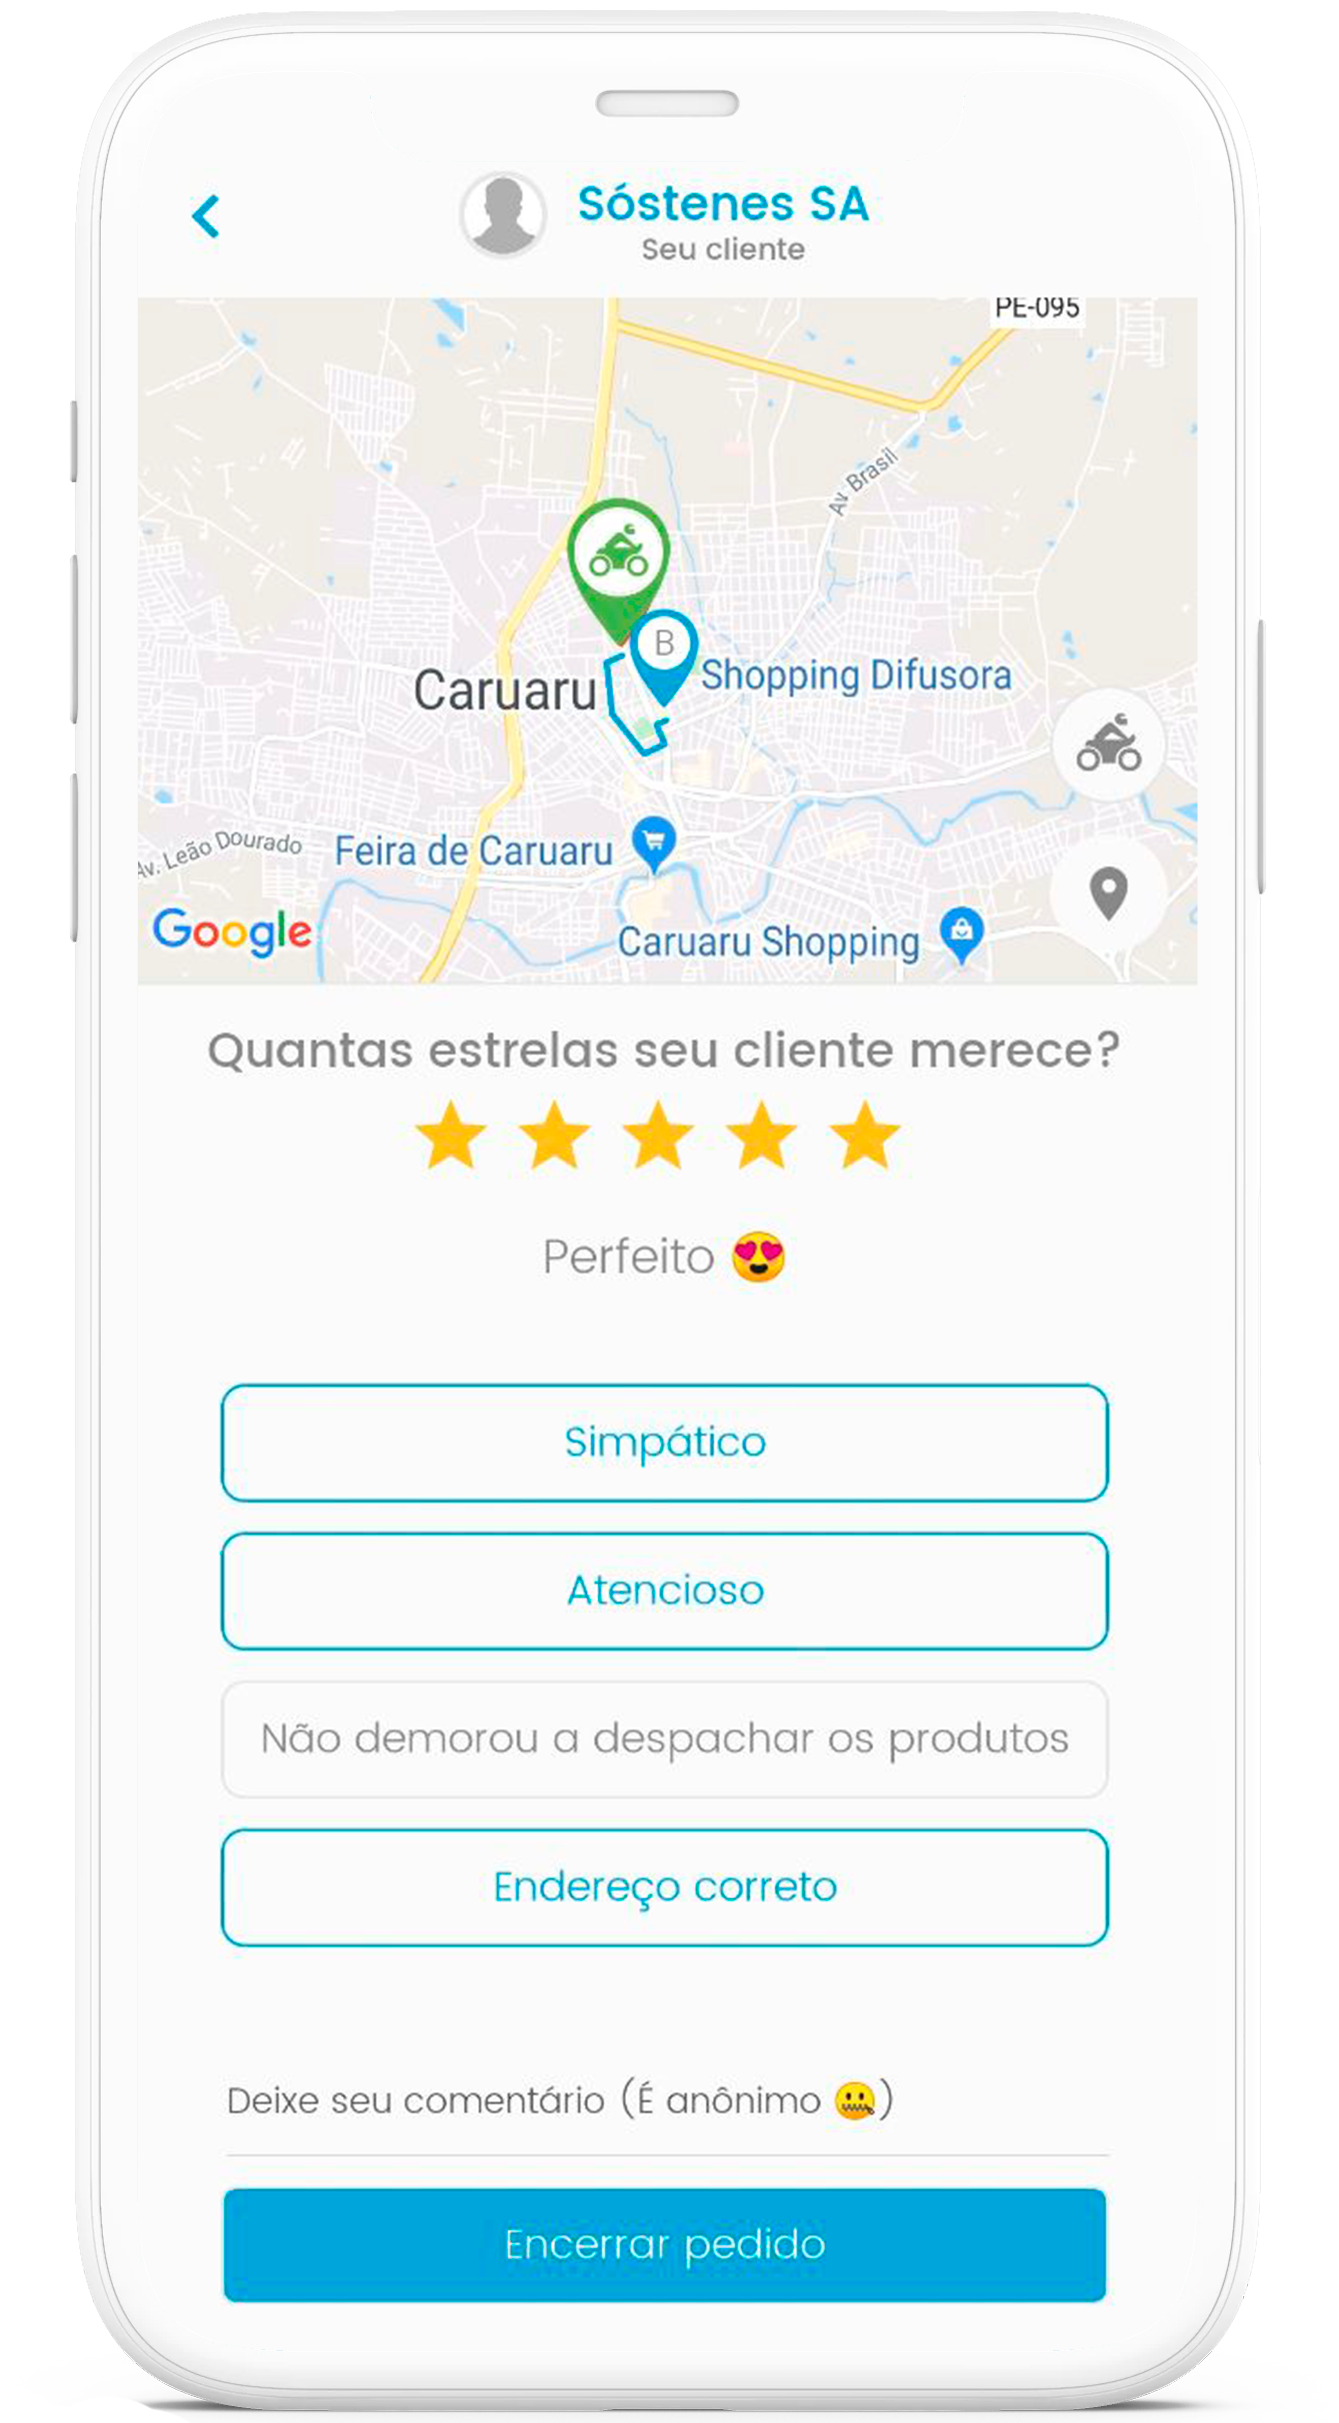 Sóstenes SA
Seu cliente
PE-095
Av. Brasil
B
Caruaru
Shopping Difusora
Av. Leão Dourado
Feira de Caruaru
Google
Caruaru Shopping
Quantas estrelas seu cliente merece?
Perfeito 😍
Simpático
Atencioso
Não demorou a despachar os produtos
Endereço correto
Deixe seu comentário (É anônimo 🤐)
Encerrar pedido